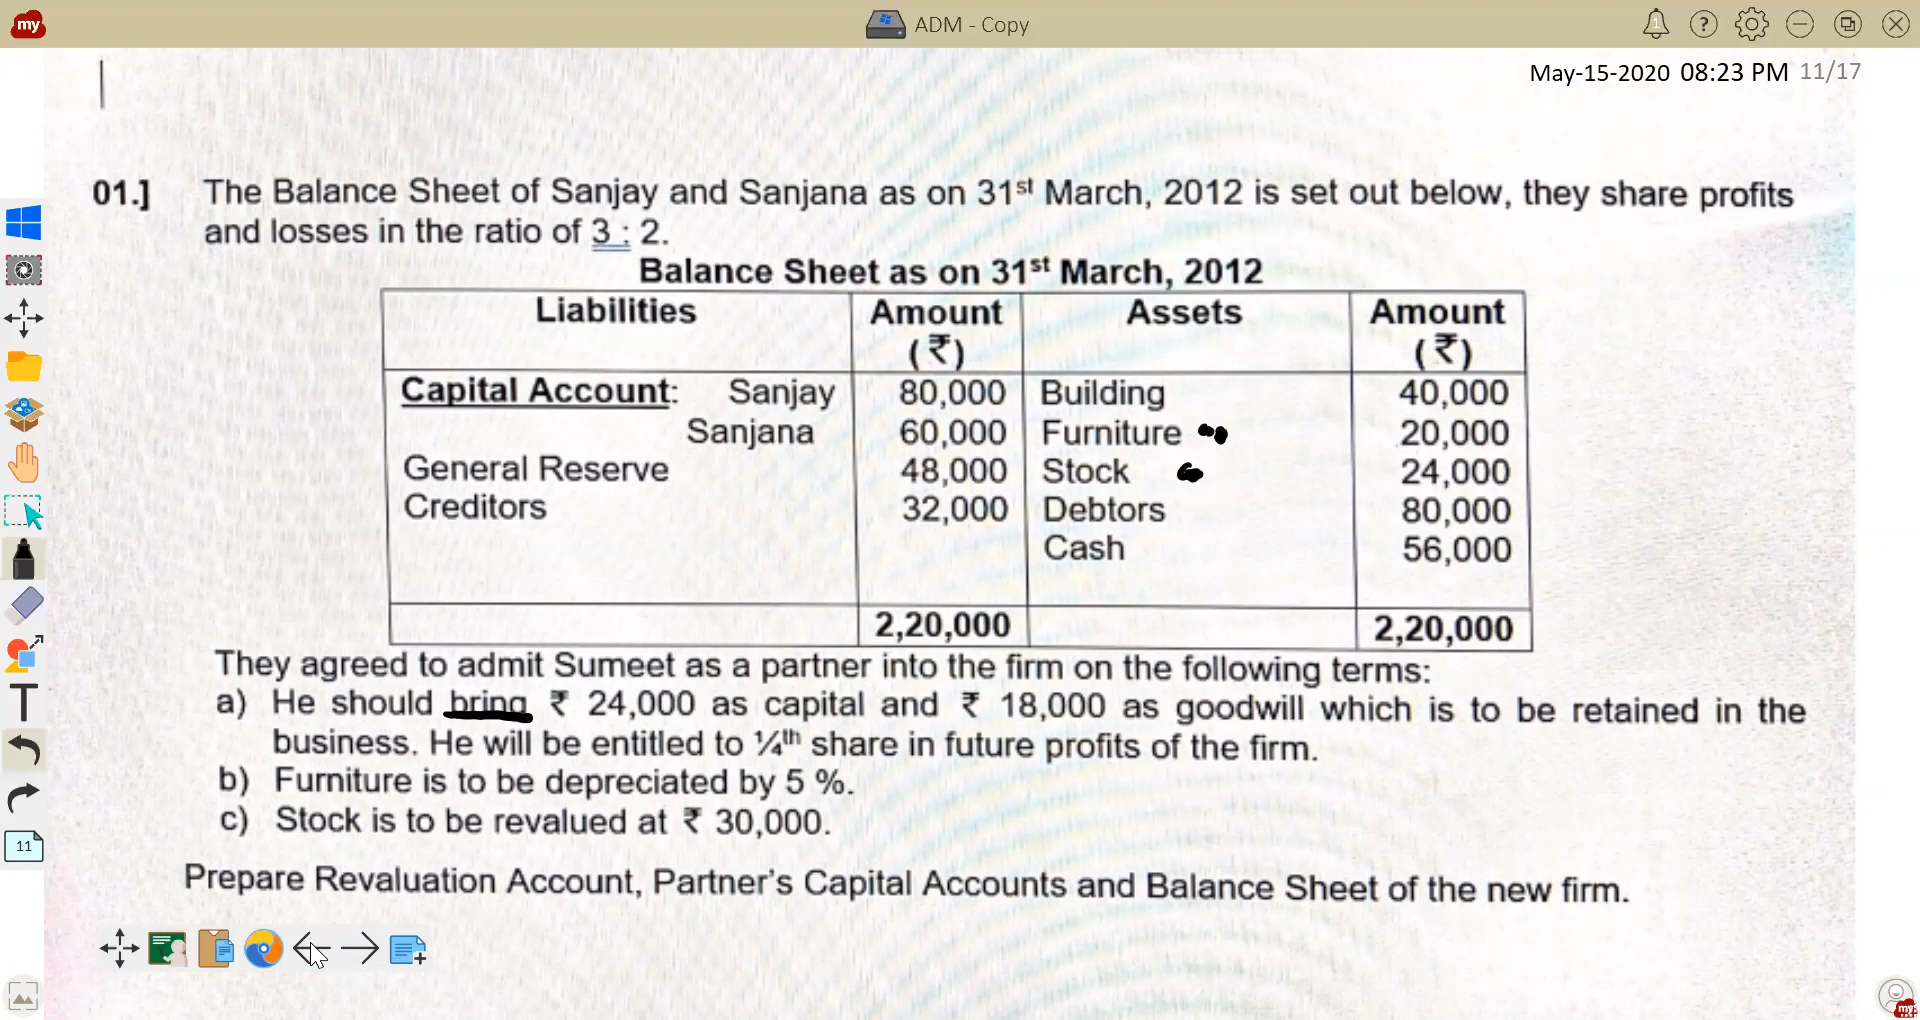 my
ADM - Copy
1
?
May-15-2020 08:23 PM 11/17
01.] The Balance Sheet of Sanjay and Sanjana as on 31st March, 2012 is set out below, they share profits
and losses in the ratio of 3 : 2.
Balance Sheet as on 31st March, 2012
Liabilities Amount (₹) Assets Amount (₹)
Capital Account: Sanjay 80,000 Building 40,000
Sanjana 60,000 Furniture 20,000
General Reserve 48,000 Stock 24,000
Creditors 32,000 Debtors 80,000
Cash 56,000
2,20,000 2,20,000
They agreed to admit Sumeet as a partner into the firm on the following terms:
a) He should bring ₹ 24,000 as capital and ₹ 18,000 as goodwill which is to be retained in the
business. He will be entitled to ¼th share in future profits of the firm.
b) Furniture is to be depreciated by 5 %.
c) Stock is to be revalued at ₹ 30,000.
Prepare Revaluation Account, Partner's Capital Accounts and Balance Sheet of the new firm.
T
11
my